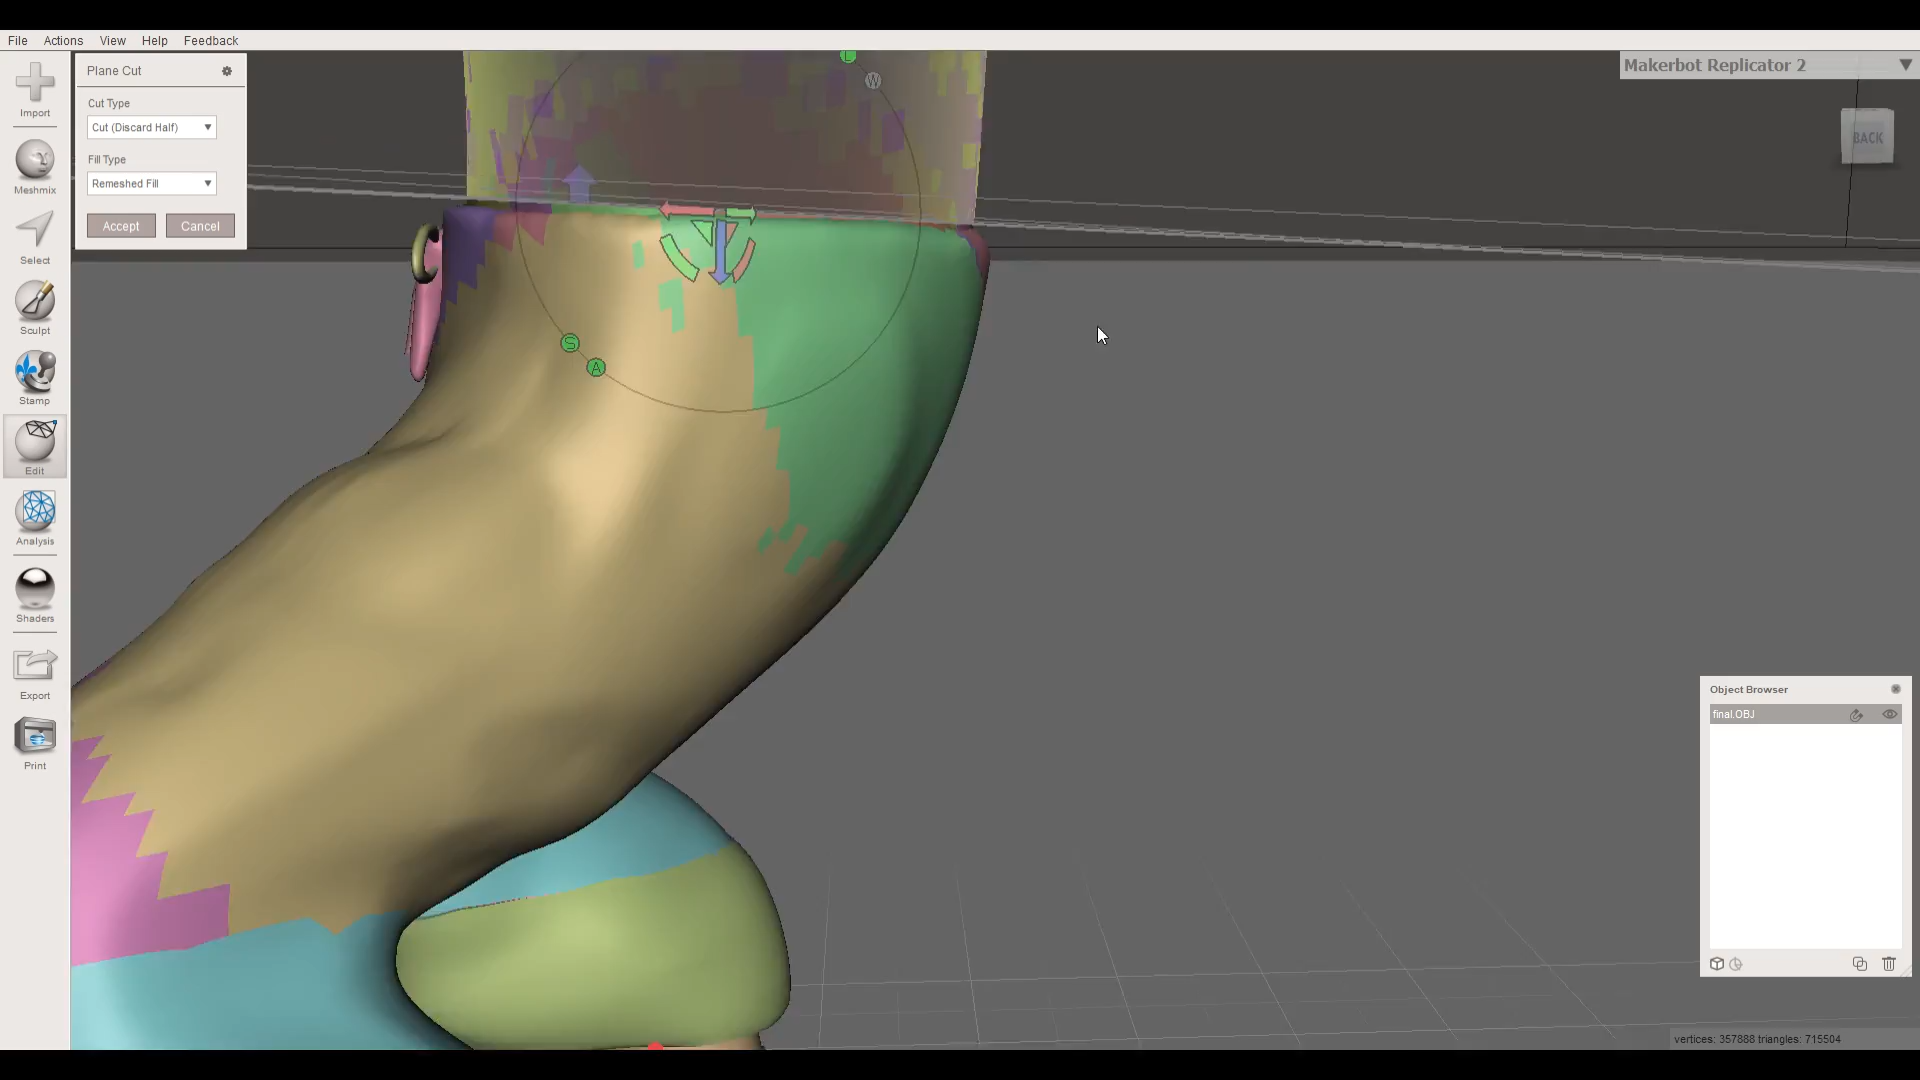 File Actions View Help Feedback
Makerbot Replicator 2
Plane Cut
Cut Type
Cut (Discard Half)
Fill Type
Remeshed Fill
Accept Cancel
Import
Meshmix
Select
Sculpt
Stamp
Edit
Analysis
Shaders
Export
Print
L
W
S
A
BACK
Object Browser
final.OBJ
vertices: 357888 triangles: 715504